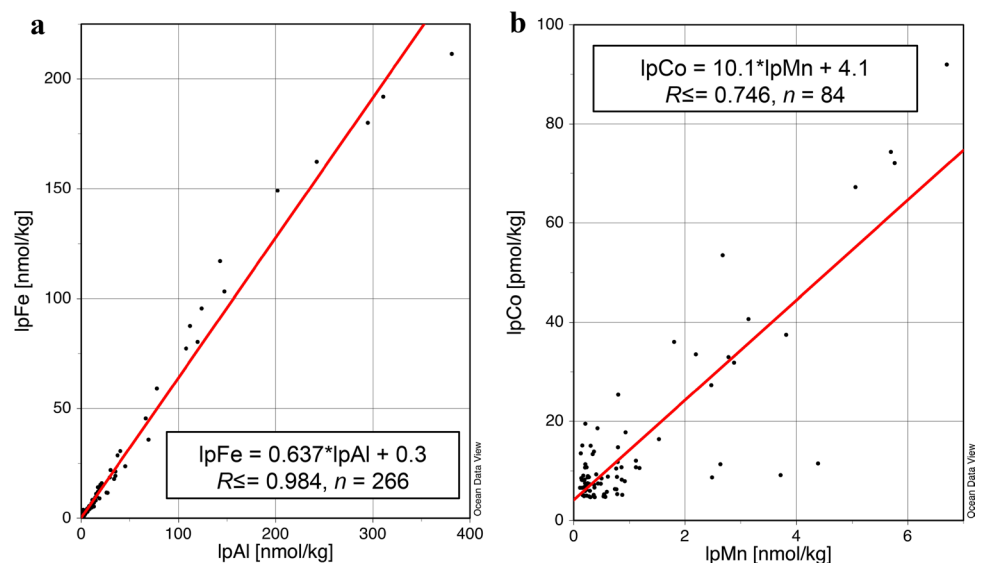 a
lpFe [nmol/kg]
200
150
100
50
0
0
100
200
300
400
lpAl [nmol/kg]
lpFe = 0.637*lpAl + 0.3
R≤= 0.984, n = 266
Ocean Data View
b
lpCo [pmol/kg]
100
80
60
40
20
0
0
2
4
6
lpMn [nmol/kg]
lpCo = 10.1*lpMn + 4.1
R≤= 0.746, n = 84
Ocean Data View